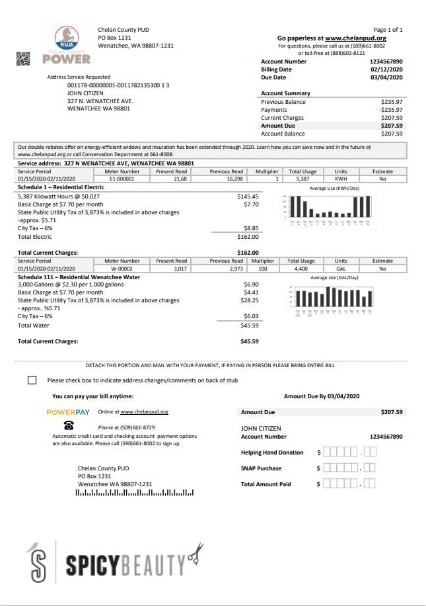 Chelan County PUD
PO Box 1231
Wenatchee, WA 98807-1231
P.U.D.
POWER
Page 1 of 1
Go paperless at www.chelanpud.org
For questions, please call us at (509)661-8002
or toll-free at (888)603-8121
Account Number 1234567890
Billing Date 02/12/2020
Due Date 03/04/2020
Address Service Requested
001178-00000001-0011782135309 1 3
JOHN CITIZEN
327 N. WENATCHEE AVE.
WENATCHEE WA 98801
Account Summary
Previous Balance $235.97
Payments -$235.97
Current Charges $207.59
Amount Due $207.59
Account Balance $207.59
Our double rebates offer on energy-efficient widows and insulation has been extended. Learn how you can save now and in the future at
www.chelanpud.org or call Conservation Department at 661-8008.
Service address: 327 N WENATCHEE AVE, WENATCHEE WA 98801
Service Period Meter Number Present Read Previous Read Multiplier Total Usage Units Estimate
01/15/2020-02/11/2020 E1-000001 21,68 16,298 1 5,387 KWH No
Schedule 1 – Residential Electric
5,387 Kilowatt Hours @ $0.027 $145.45
Basic Charge at $7.70 per month $7.70
State Public Utility Tax of 3,873% is included in above charges
-approx. $5.71
City Tax – 6% $8.85
Total Electric $162.00
Average Use (KWH/Day)
Total Current Charges: $162.00
Service Period Meter Number Present Read Previous Read Multiplier Total Usage Units Estimate
01/15/2020-02/11/2020 W-00002 3,017 2,973 100 4,400 GAL No
Schedule 111 – Residential Wenatchee Water
3,000 Gallons @ $2.30 per 1,000 gallons $6.90
Basic Charge at $7.70 per month $4.41
State Public Utility Tax of 3,873% is included in above charges $28.25
- approx.. %5.71
City Tax – 6% $6.03
Total Water $45.59
Average Use (GAL/Day)
Total Current Charges: $45.59
DETACH THIS PORTION AND MAIL WITH YOUR PAYMENT, IF PAYING IN PERSON PLEASE BRING ENTIRE BILL
Please check box to indicate address changes/comments on back of stub
You can pay your bill anytime: Amount Due By 03/04/2020
POWERPAY Online at www.chelanpud.org
Phone at (509)661-8729
Automatic credit card and checking account payment options
are also available. Please call (590)661-8002 to sign up.
Amount Due $207.59
JOHN CITIZEN
Account Number 1234567890
Helping Hand Donation $
SNAP Purchase $
Total Amount Paid $
Chelan County PUD
PO Box 1231
Wenatchee WA 98807-1231
SPICYBEAUTY